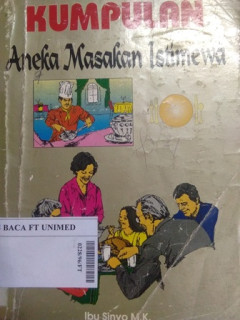 KUMPULAN
Aneka Masakan Istimewa
BACA FT UNIMED
Ibu Sinyo M.K.